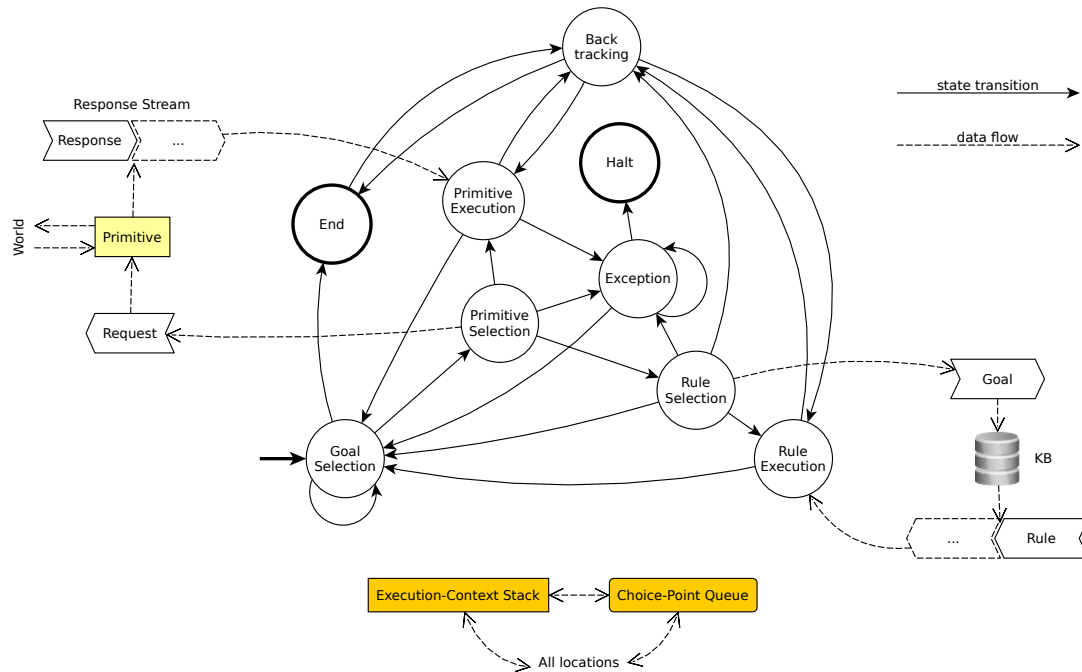 Back
tracking
state transition
Response Stream
Response
...
data flow
Halt
Primitive
Execution
End
World
Primitive
Exception
Primitive
Selection
Request
Rule
Selection
Goal
Goal
Selection
Rule
Execution
KB
...
Rule
Execution-Context Stack
Choice-Point Queue
All locations